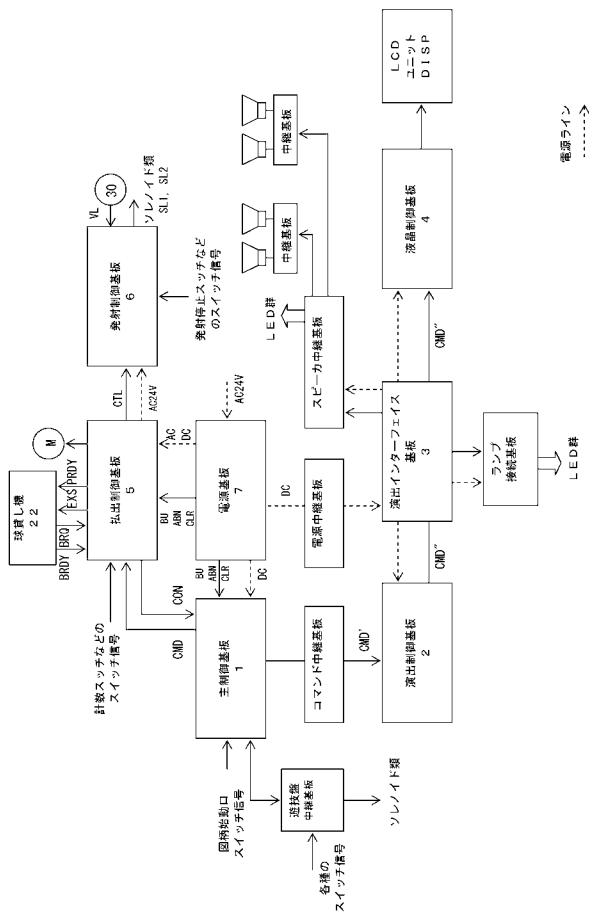 球貸し機
22
BRDY
BRQ
EXS
PRDY
M
計数スッチなどの
スイッチ信号
払出制御基板
5
CTL
AC24V
発射制御基板
6
VL
30
ソレノイド類
SL1, SL2
発射停止スッチなど
のスイッチ信号
CMD
CON
BU
ABN
CLR
AC
DC
図柄始動口
スイッチ信号
主制御基板
1
BU
ABN
CLR
DC
電源基板
7
AC24V
各種の
スイッチ信号
遊技盤
中継基板
ソレノイド類
コマンド中継基板
CMD'
電源中継基板
DC
スピーカ中継基板
LED群
中継基板
中継基板
演出制御基板
2
CMD"
演出インターフェイス
基板
3
CMD"
液晶制御基板
4
LCD
ユニット
DISP
ランプ
接続基板
LED群
電源ライン